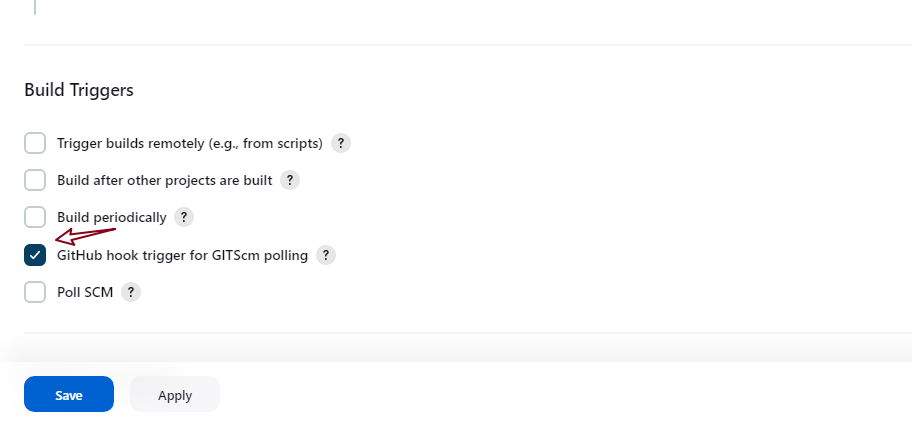 Build Triggers
Trigger builds remotely (e.g., from scripts) ?
Build after other projects are built ?
Build periodically ?
GitHub hook trigger for GITScm polling ?
Poll SCM ?
Save Apply